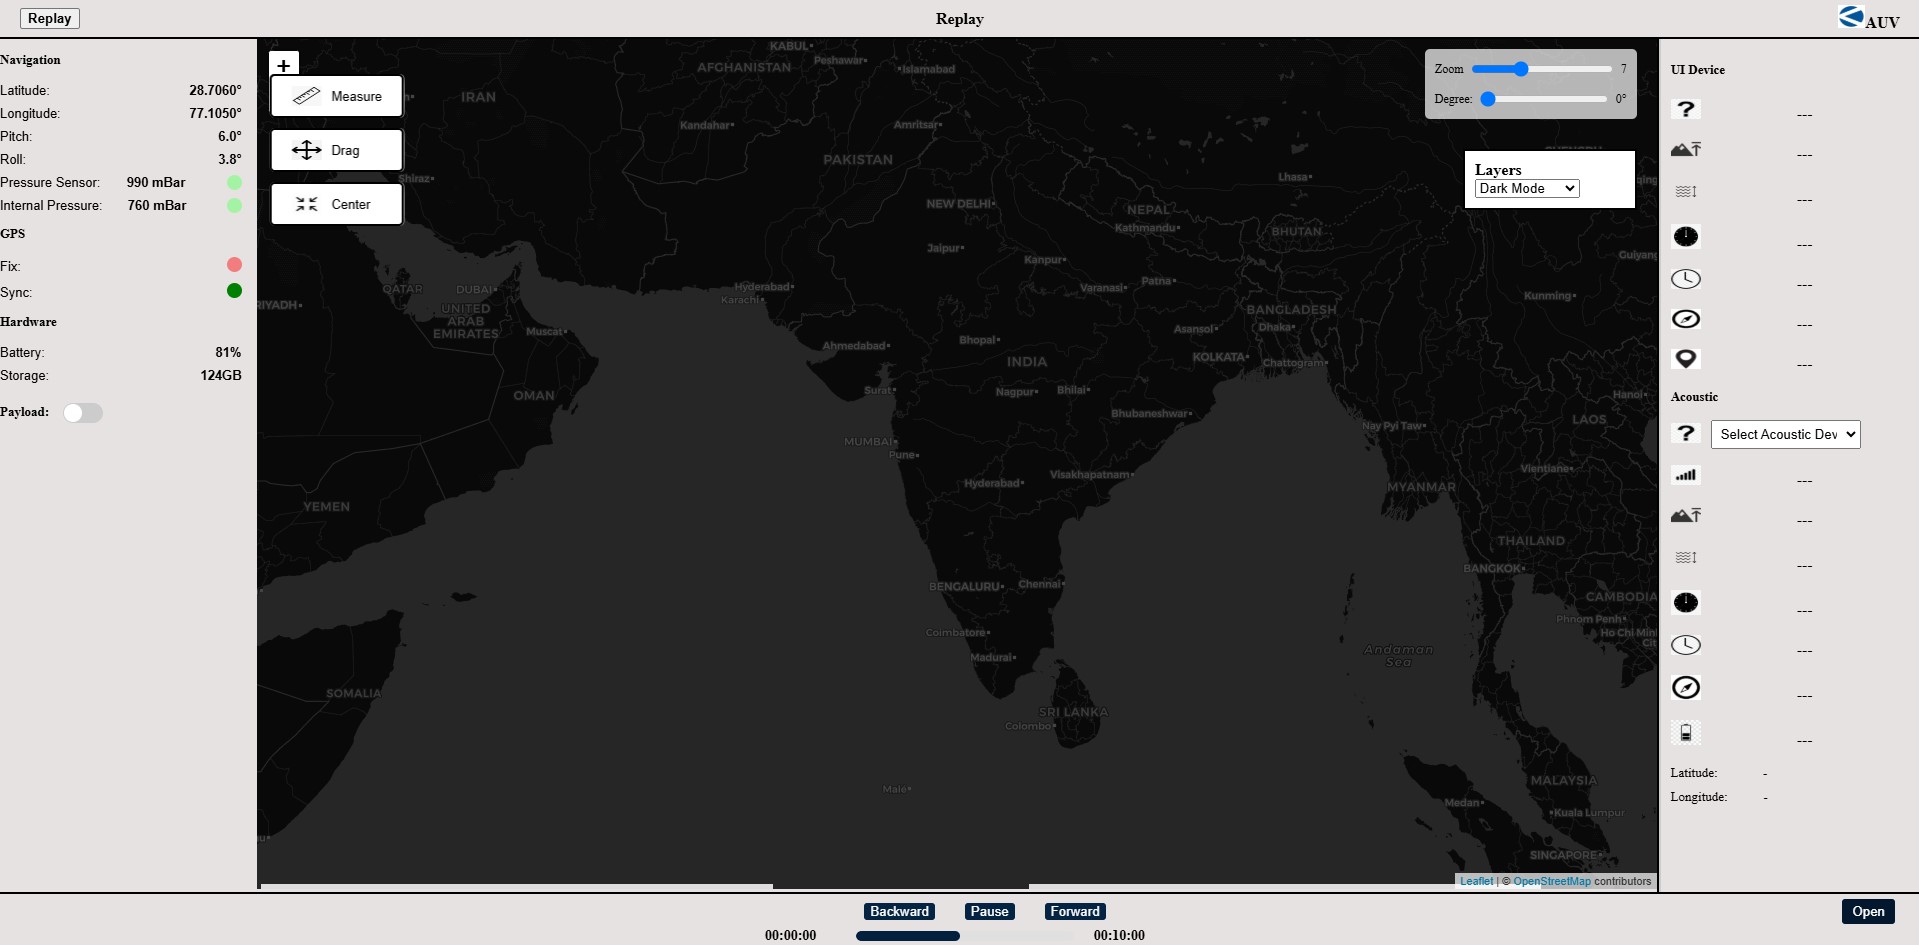 Replay
Replay
AUV
Navigation
Latitude: 28.7060°
Longitude: 77.1050°
Pitch: 6.0°
Roll: 3.8°
Pressure Sensor: 990 mBar
Internal Pressure: 760 mBar
GPS
Fix:
Sync:
Hardware
Battery: 81%
Storage: 124GB
Payload:
+
Measure
Drag
Center
Zoom 7
Degree: 0°
Layers
Dark Mode
KABUL
Peshawar
AFGHANISTAN
Islamabad
IRAN
Kandahar
Amritsar
PAKISTAN
Shiraz
Lhasa
NEW DELHI
NEPAL
Kathmandu
BHUTAN
Jaipur
Kanpur
Guiyang
QATAR
DUBAI
Hyderabad
Karachi
Varanasi
Patna
Kunming
RIYADH
UNITED
ARAB
EMIRATES
Muscat
BANGLADESH
Asansol
Dhaka
Ahmedabad
Bhopal
INDIA
KOLKATA
Chattogram
Surat
Nagpur
Bhilai
OMAN
Hanoi
Bhubaneshwar
LAOS
Nay Pyi Taw
MUMBAI
Pune
Vientiane
Visakhapatnam
Hyderabad
MYANMAR
YEMEN
THAILAND
BANGKOK
BENGALURU
Chennai
CAMBODIA
Phnom Penh
Coimbatore
Ho Chi Min
Cit
Madurai
Andaman
Sea
SOMALIA
SRI LANKA
Colombo
Malé
MALAYSIA
Medan
Kuala Lumpur
SINGAPORE
Leaflet | © OpenStreetMap contributors
UI Device
?
---
---
---
---
---
---
---
Acoustic
? Select Acoustic Dev
---
---
---
---
---
---
---
Latitude: -
Longitude: -
Backward Pause Forward
Open
00:00:00 00:10:00